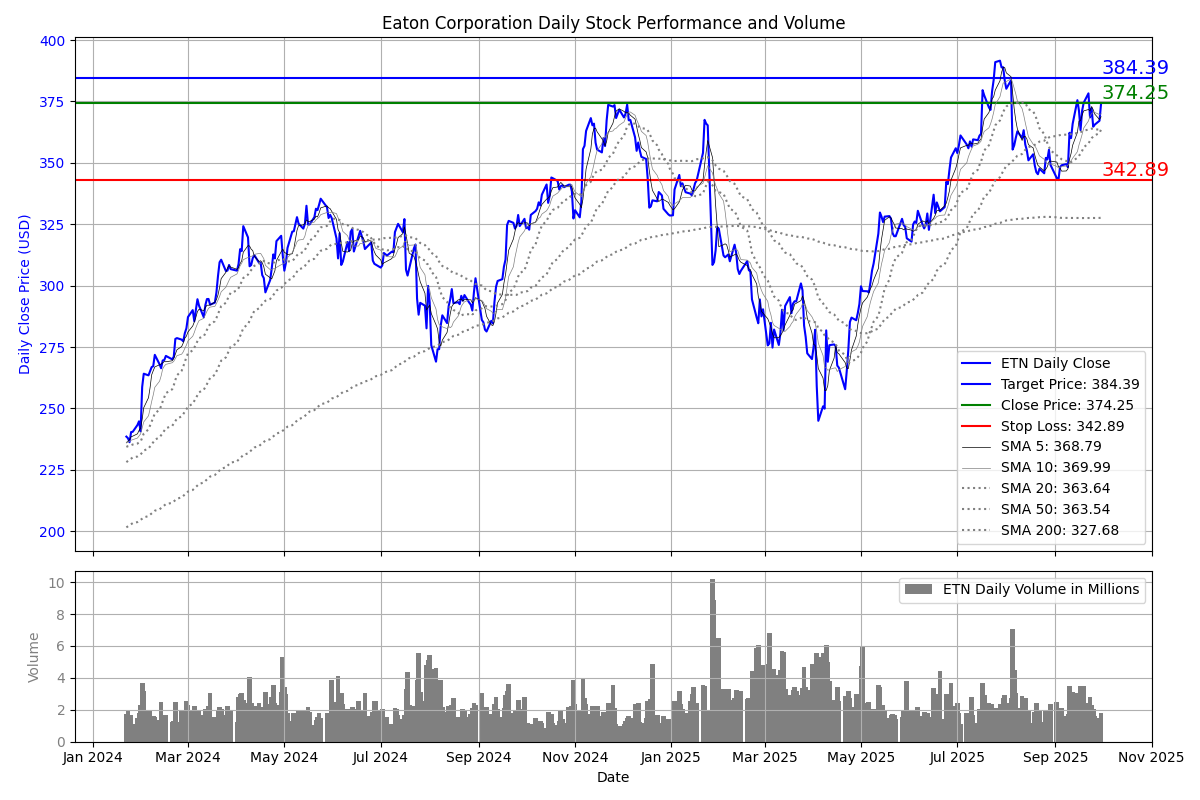 Eaton Corporation Daily Stock Performance and Volume
400
375
350
325
300
275
250
225
200
Daily Close Price (USD)
384.39
374.25
342.89
ETN Daily Close
Target Price: 384.39
Close Price: 374.25
Stop Loss: 342.89
SMA 5: 368.79
SMA 10: 369.99
SMA 20: 363.64
SMA 50: 363.54
SMA 200: 327.68
10
8
6
4
2
0
Volume
ETN Daily Volume in Millions
Jan 2024 Mar 2024 May 2024 Jul 2024 Sep 2024 Nov 2024 Jan 2025 Mar 2025 May 2025 Jul 2025 Sep 2025 Nov 2025
Date